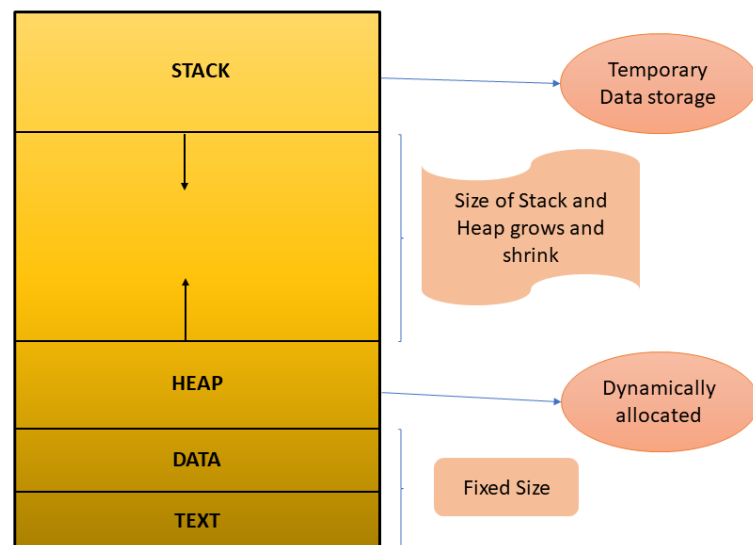 STACK
Temporary
Data storage
Size of Stack and
Heap grows and
shrink
HEAP
Dynamically
allocated
DATA
Fixed Size
TEXT